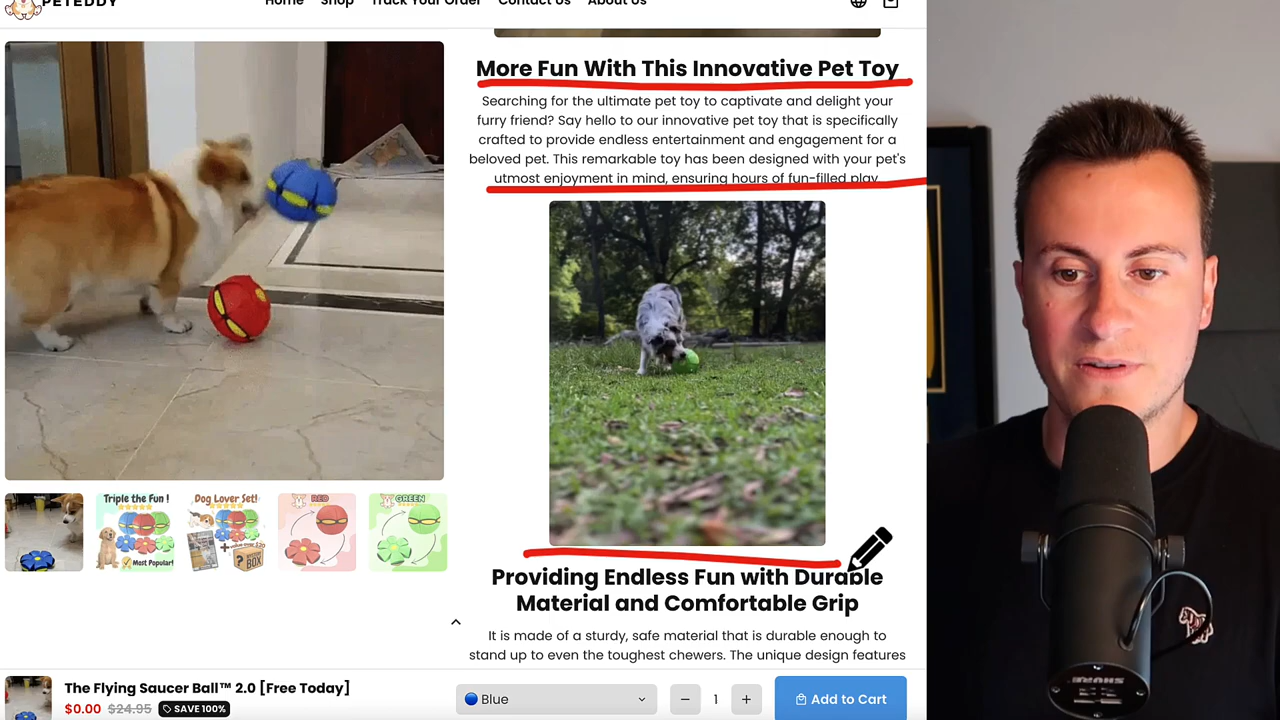 PETEDDY
Home Shop Track Your Order Contact Us About Us
More Fun With This Innovative Pet Toy
Searching for the ultimate pet toy to captivate and delight your
furry friend? Say hello to our innovative pet toy that is specifically
crafted to provide endless entertainment and engagement for a
beloved pet. This remarkable toy has been designed with your pet's
utmost enjoyment in mind, ensuring hours of fun-filled play.
Triple the Fun !
Most Popular!
Dog Lover Set!
BOX
RED
GREEN
Providing Endless Fun with Durable
Material and Comfortable Grip
It is made of a sturdy, safe material that is durable enough to
stand up to even the toughest chewers. The unique design features
The Flying Saucer Ball™ 2.0 [Free Today]
$0.00 $24.95 SAVE 100%
Blue
1
Add to Cart
SHURE